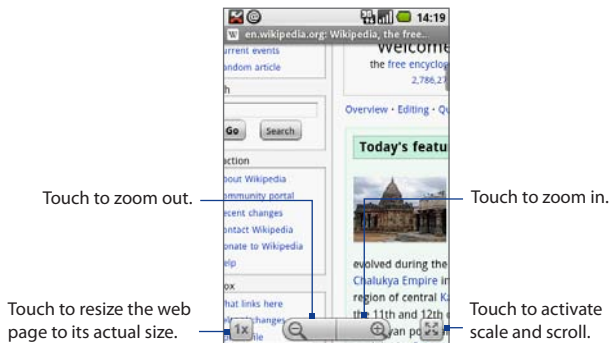 14:19
W en.wikipedia.org: Wikipedia, the free...
Welcome
the free encyclop
2,786,27
Overview · Editing · Qu
Today's featu
evolved during the
Chalukya Empire in
region of central Ka
the 11th and 12th c
urrent events
andom article
h
Go Search
action
bout Wikipedia
ommunity portal
ecent changes
ontact Wikipedia
onate to Wikipedia
elp
ox
hat links here
1x
Touch to zoom out.
Touch to resize the web
page to its actual size.
Touch to zoom in.
Touch to activate
scale and scroll.